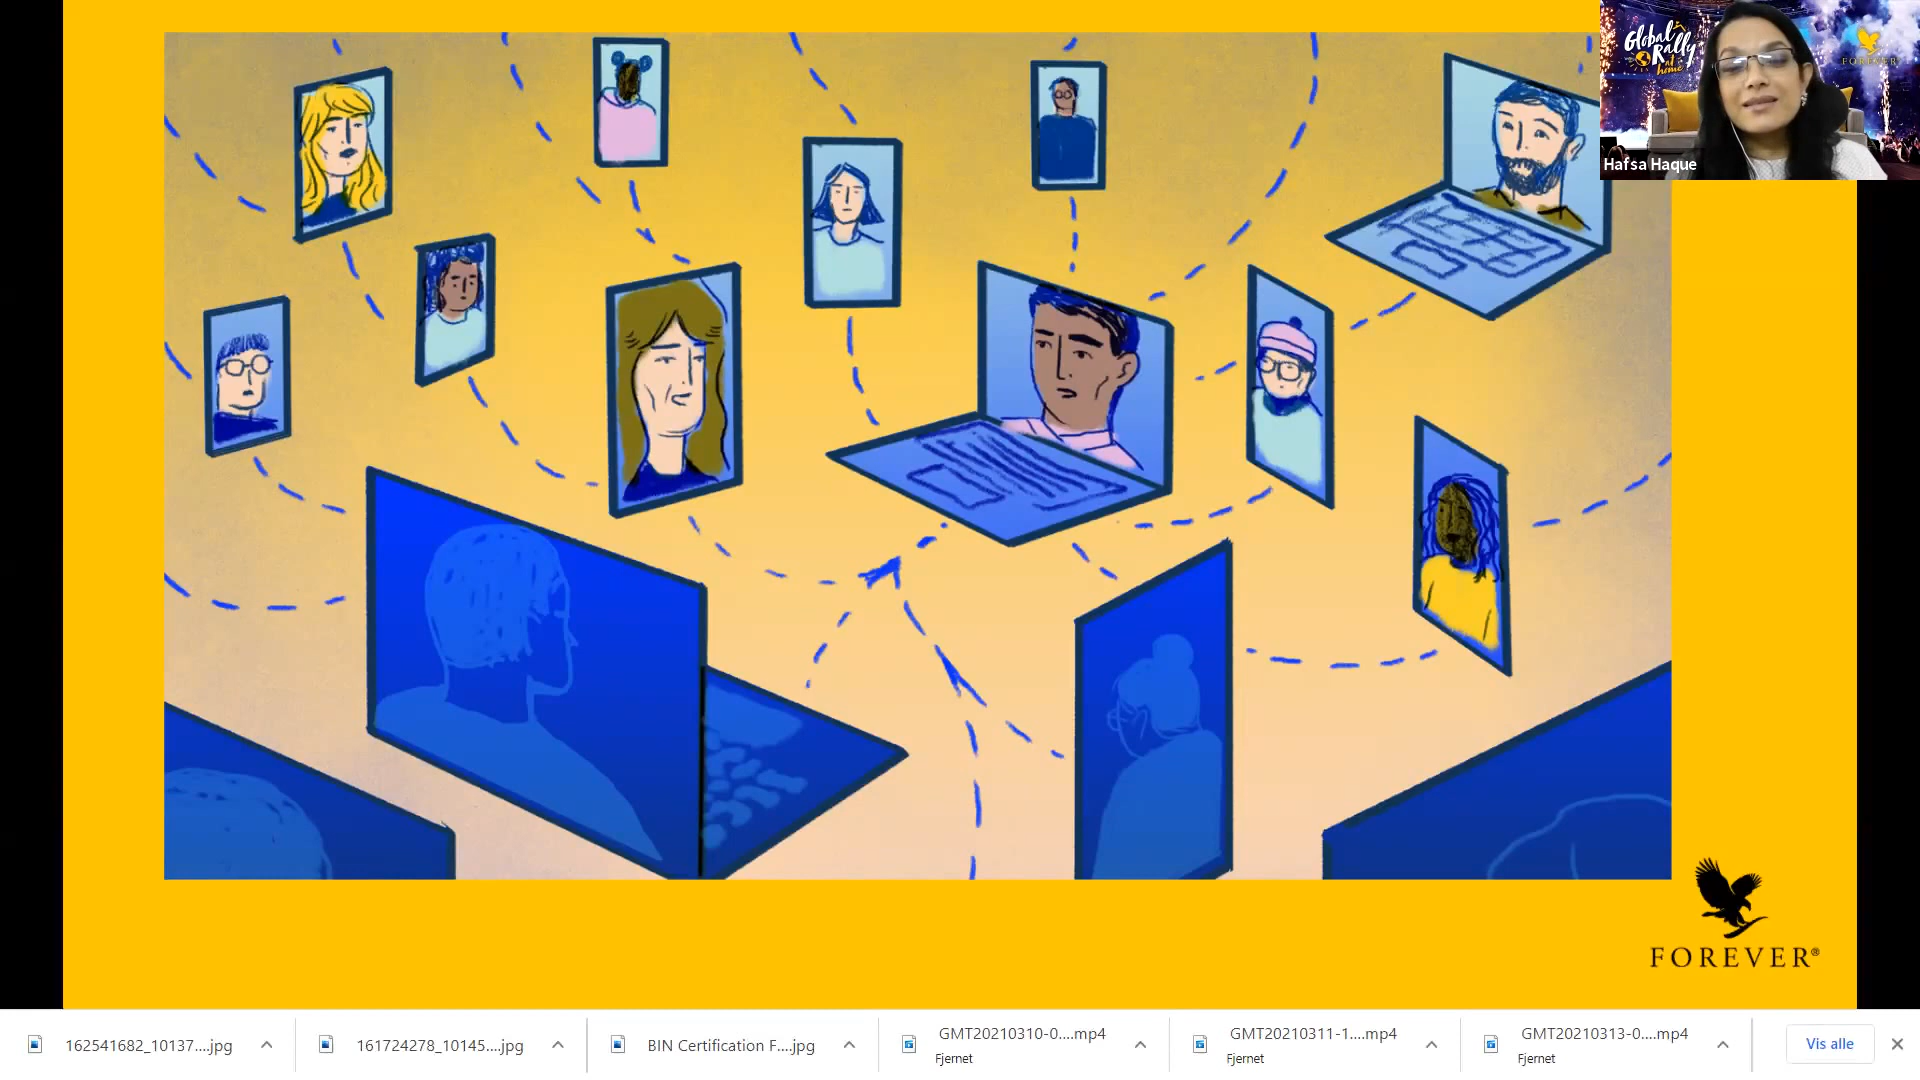 Global
Rally
at
home
FOREVER
Hafsa Haque
FOREVER®
162541682_10137....jpg
161724278_10145....jpg
BIN Certification F....jpg
GMT20210310-0....mp4
Fjernet
GMT20210311-1....mp4
Fjernet
GMT20210313-0....mp4
Fjernet
Vis alle